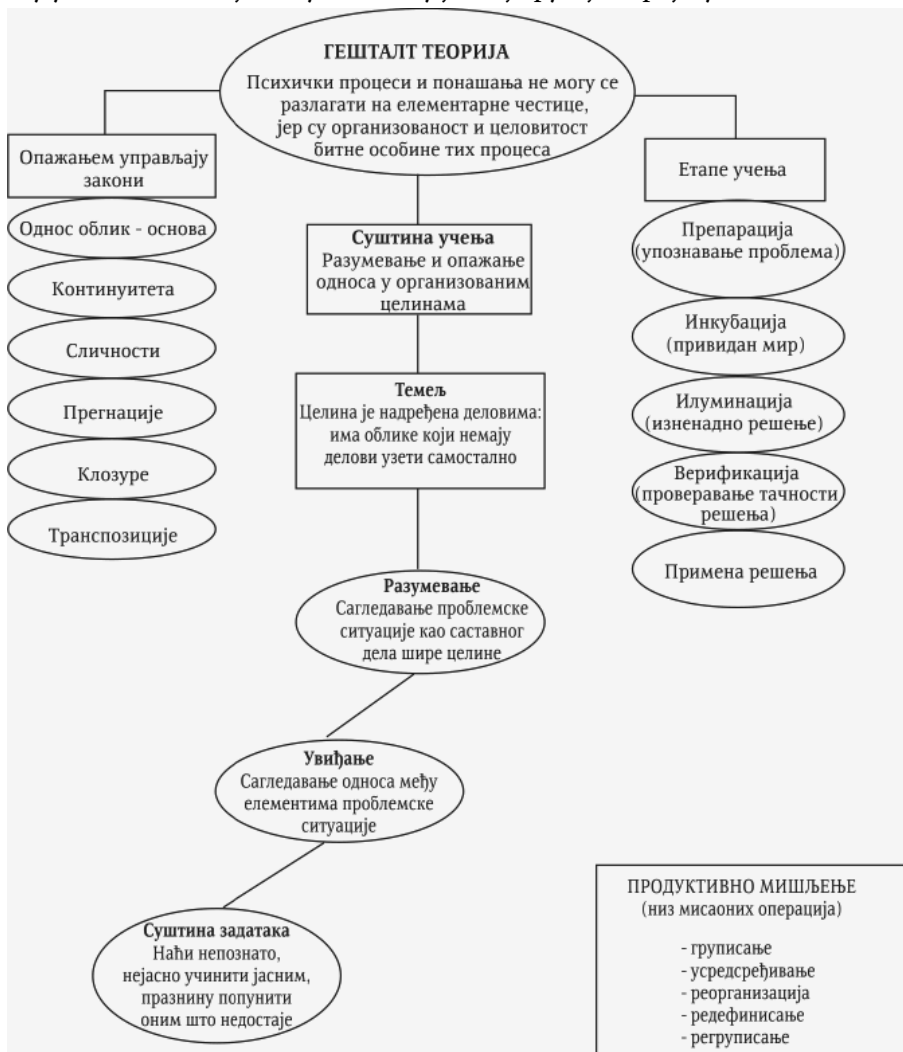 ГЕШТАЛТ ТЕОРИЈА
Психички процеси и понашања не могу се
разлагати на елементарне честице,
јер су организованост и целовитост
битне особине тих процеса
Опажањем управљају
закони
Однос облик - основа
Континуитета
Сличности
Прегнације
Клозуре
Транспозиције
Суштина учења
Разумевање и опажање
односа у организованим
целинама
Темељ
Целина је надређена деловима:
има облике који немају
делови узети самостално
Разумевање
Сагледавање проблемске
ситуације као саставног
дела шире целине
Увиђање
Сагледавање односа међу
елементима проблемске
ситуације
Суштина задатака
Наћи непознато,
нејасно учинити јасним,
празнину попунити
оним што недостаје
Етапе учења
Препарација
(упознавање проблема)
Инкубација
(привидан мир)
Илуминација
(изненадно решење)
Верификација
(проверавање тачности
решења)
Примена решења
ПРОДУКТИВНО МИШЉЕЊЕ
(низ мисаоних операција)
- груписање
- усредсређивање
- реорганизација
- редефинисање
- регруписање